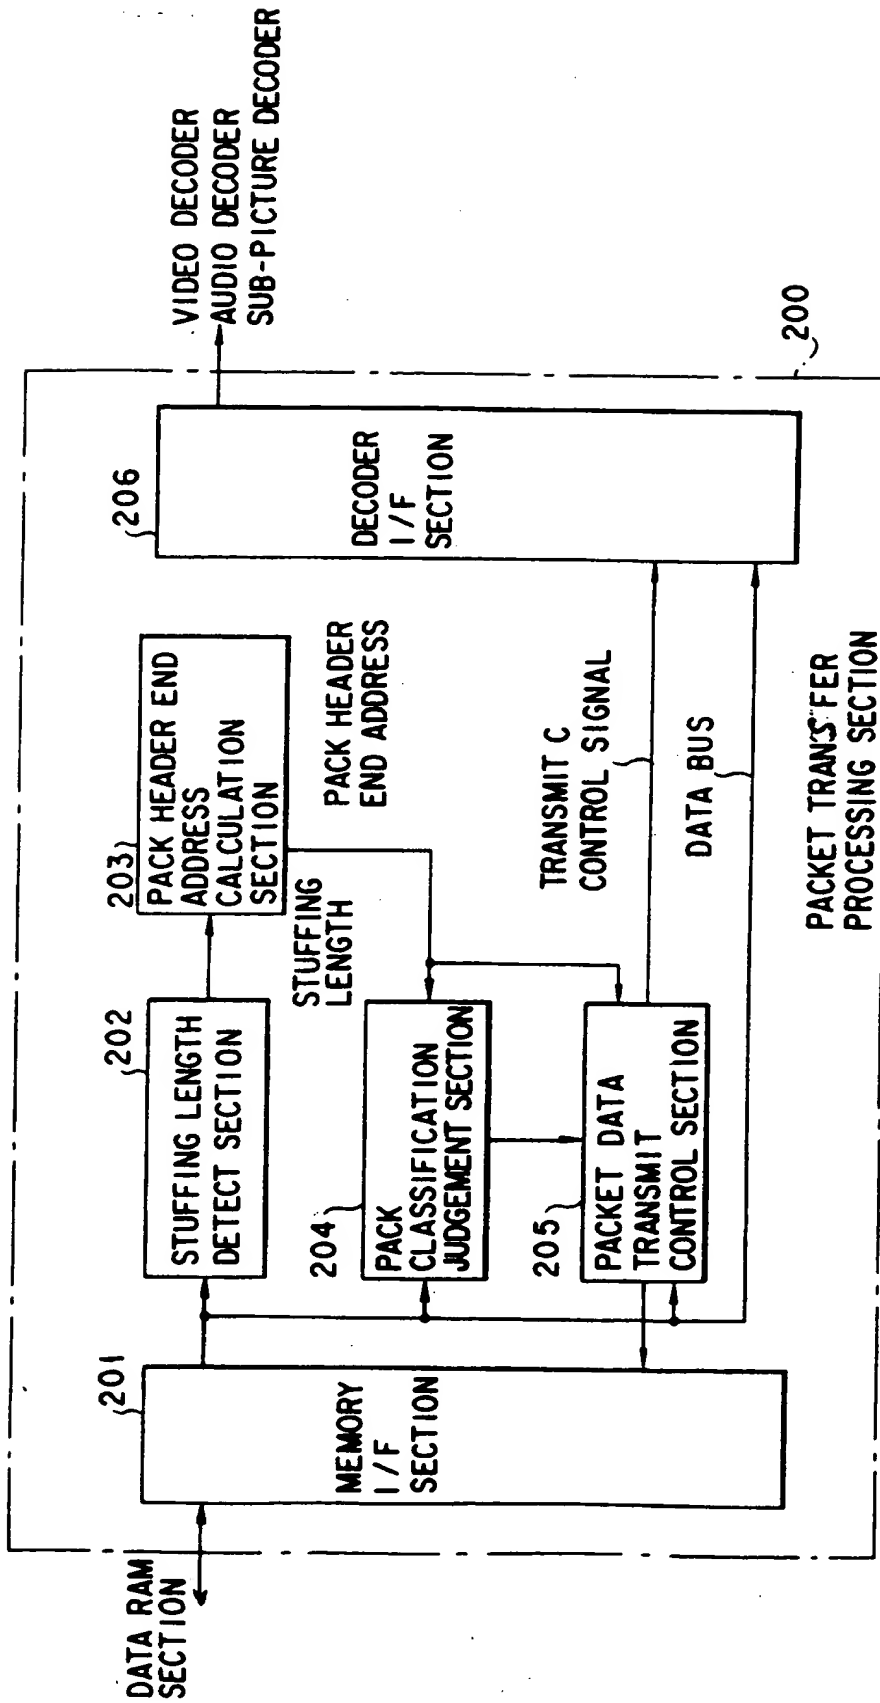 DATA RAM
SECTION
201
MEMORY
I/F
SECTION
202
STUFFING LENGTH
DETECT SECTION
203
PACK HEADER END
ADDRESS
CALCULATION
SECTION
STUFFING
LENGTH
PACK HEADER
END ADDRESS
204
PACK
CLASSIFICATION
JUDGEMENT SECTION
205
PACKET DATA
TRANSMIT
CONTROL SECTION
TRANSMIT C
CONTROL SIGNAL
DATA BUS
206
DECODER
I/F
SECTION
VIDEO DECODER
AUDIO DECODER
SUB-PICTURE DECODER
200
PACKET TRANSFER
PROCESSING SECTION